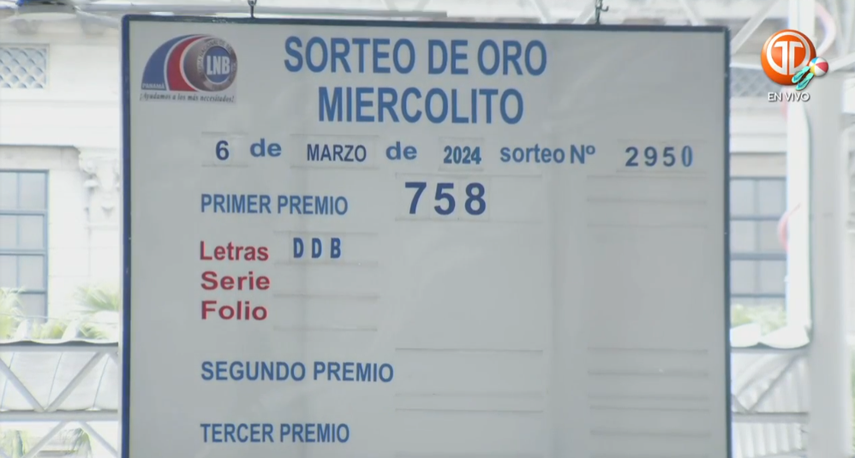 LNB
PANAMÁ
¡Ayudamos a los más necesitados!
SORTEO DE ORO
MIERCOLITO
6 de MARZO de 2024 sorteo Nº 2950
PRIMER PREMIO 758
Letras DDB
Serie
Folio
SEGUNDO PREMIO
TERCER PREMIO
EN VIVO